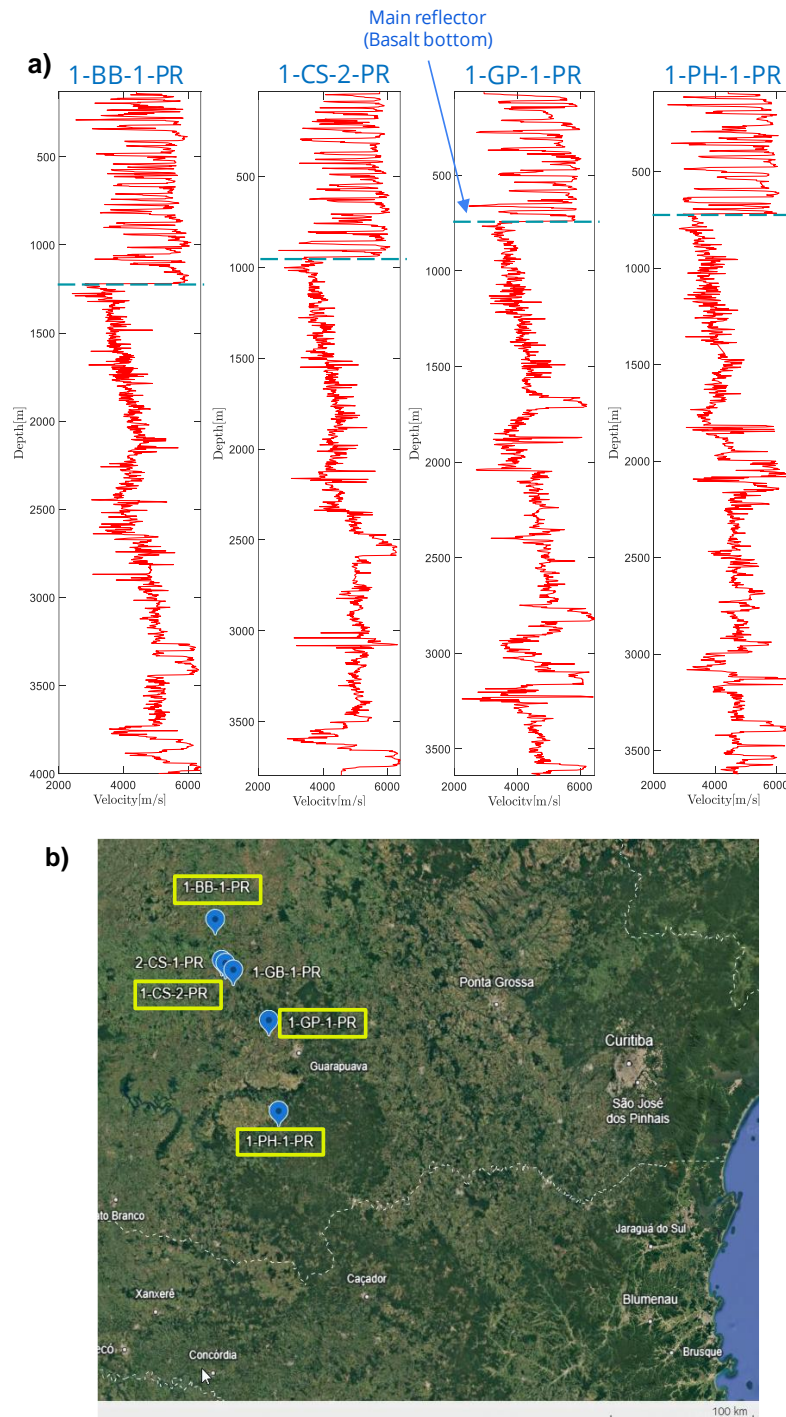 Main reflector
(Basalt bottom)
a)
1-BB-1-PR
1-CS-2-PR
1-GP-1-PR
1-PH-1-PR
500
1000
1500
2000
2500
3000
3500
4000
Depth[m]
2000 4000 6000
Velocity[m/s]
500
1000
1500
2000
2500
3000
3500
Depth[m]
2000 4000 6000
Velocity[m/s]
500
1000
1500
2000
2500
3000
3500
Depth[m]
2000 4000 6000
Velocity[m/s]
500
1000
1500
2000
2500
3000
3500
Depth[m]
2000 4000 6000
Velocity[m/s]
b)
1-BB-1-PR
2-CS-1-PR
1-GB-1-PR
1-CS-2-PR
Ponta Grossa
1-GP-1-PR
Guarapuava
Curitiba
São José
dos Pinhais
1-PH-1-PR
ato Branco
Jaraguá do Sul
Caçador
Xanxerê
Blumenau
ecó
Concórdia
Brusque
100 km